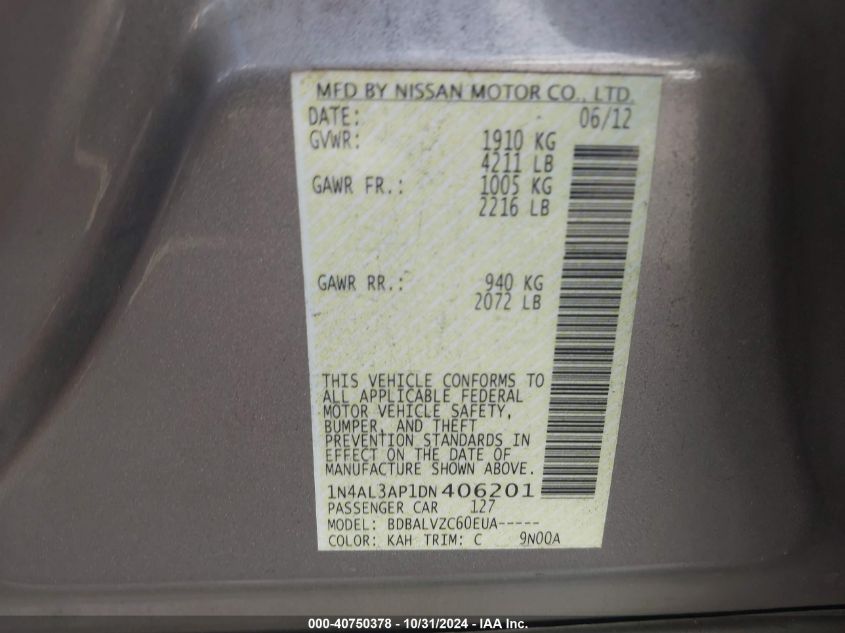 MFD BY NISSAN MOTOR CO., LTD.
DATE: 06/12
GVWR: 1910 KG
4211 LB
GAWR FR.: 1005 KG
2216 LB
GAWR RR.: 940 KG
2072 LB
THIS VEHICLE CONFORMS TO
ALL APPLICABLE FEDERAL
MOTOR VEHICLE SAFETY,
BUMPER, AND THEFT
PREVENTION STANDARDS IN
EFFECT ON THE DATE OF
MANUFACTURE SHOWN ABOVE.
1N4AL3AP1DN406201
PASSENGER CAR 127
MODEL: BDBALVZC60EUA-----
COLOR: KAH TRIM: C 9N00A
000-40750378 - 10/31/2024 - IAA Inc.